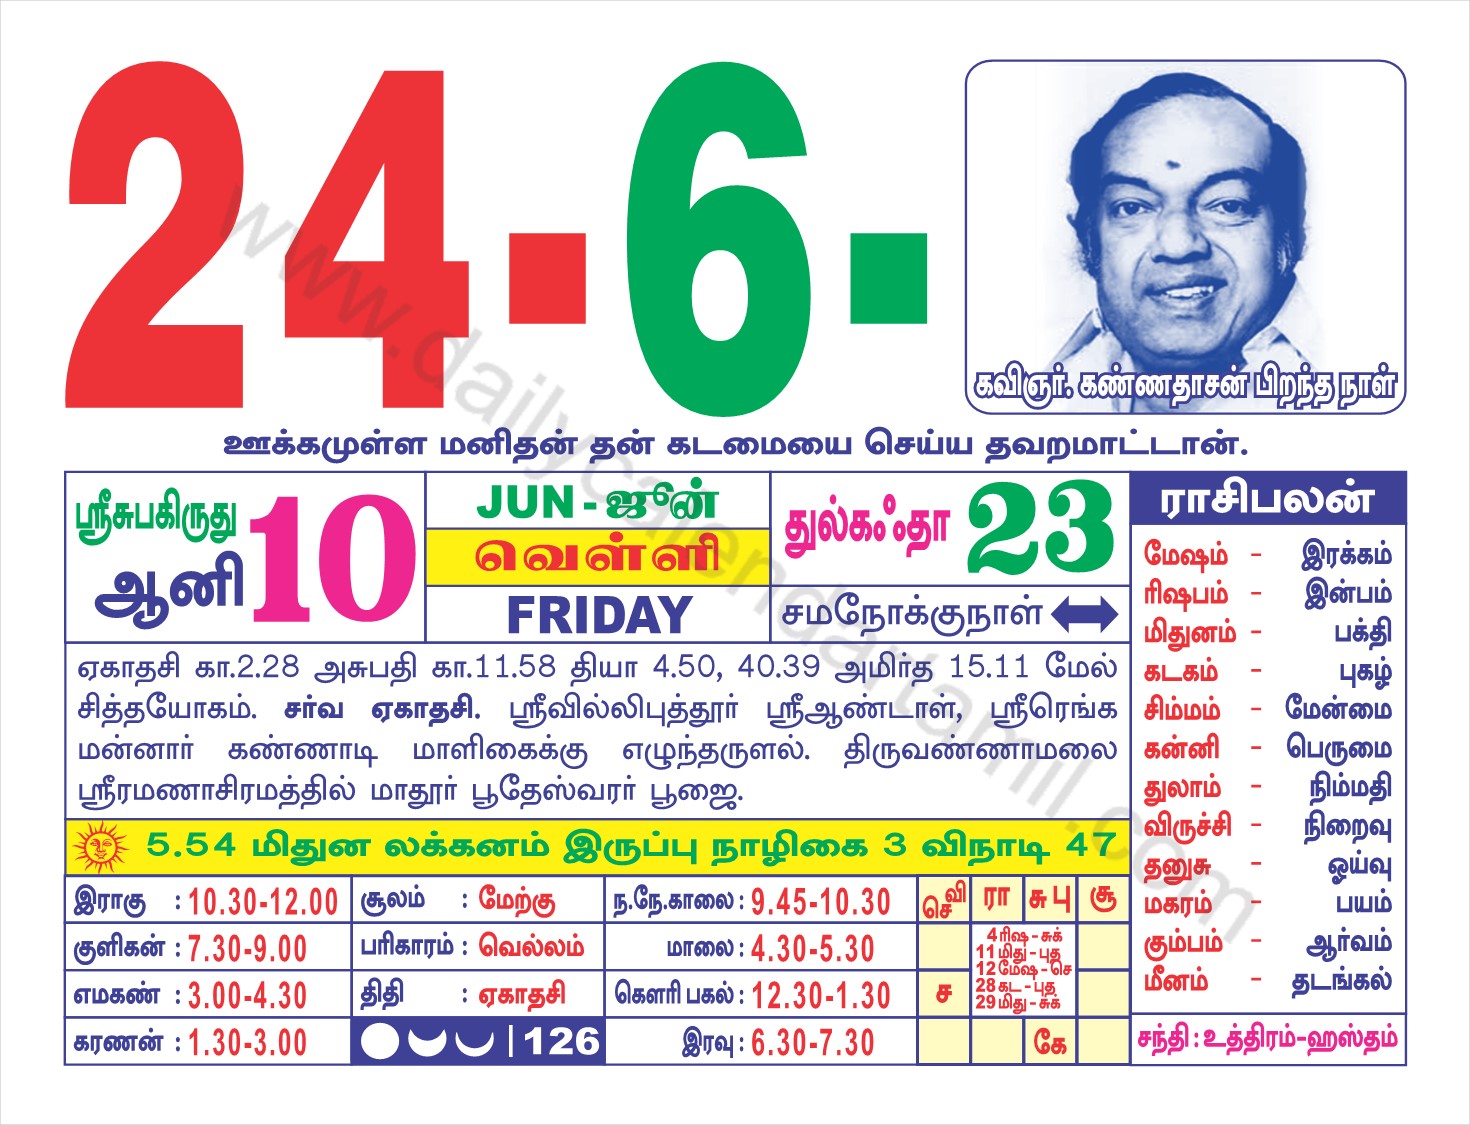 24-6-
கவிஞர். கண்ணதாசன் பிறந்த நாள்
ஊக்கமுள்ள மனிதன் தன் கடமையை செய்ய தவறமாட்டான்.
ஸ்ரீசுபகிருது
ஆனி 10
JUN - ஜூன்
வெள்ளி
FRIDAY
துல்கஃதா 23
சமநோக்குநாள்
ஏகாதசி கா.2.28 அசுபதி கா.11.58 தியா 4.50, 40.39 அமிர்த 15.11 மேல்
சித்தயோகம். சர்வ ஏகாதசி. ஸ்ரீவில்லிபுத்தூர் ஸ்ரீஆண்டாள், ஸ்ரீரெங்க
மன்னார் கண்ணாடி மாளிகைக்கு எழுந்தருளல். திருவண்ணாமலை
ஸ்ரீரமணாசிரமத்தில் மாதூர் பூதேஸ்வரர் பூஜை.
5.54 மிதுன லக்கனம் இருப்பு நாழிகை 3 விநாடி 47
இராகு : 10.30-12.00
குளிகன் : 7.30-9.00
எமகண் : 3.00-4.30
கரணன் : 1.30-3.00
சூலம் : மேற்கு
பரிகாரம் : வெல்லம்
திதி : ஏகாதசி
| 126
ந.நே.காலை : 9.45-10.30
மாலை : 4.30-5.30
கௌரி பகல் : 12.30-1.30
இரவு : 6.30-7.30
செ வி ரா சு பு சூ
4 ரிஷ - சுக்
11 மிது - புத
12 மேஷ - செ
28 கட - புத
29 மிது - சுக்
ச
கே
ராசிபலன்
மேஷம் - இரக்கம்
ரிஷபம் - இன்பம்
மிதுனம் - பக்தி
கடகம் - புகழ்
சிம்மம் - மேன்மை
கன்னி - பெருமை
துலாம் - நிம்மதி
விருச்சி - நிறைவு
தனுசு - ஓய்வு
மகரம் - பயம்
கும்பம் - ஆர்வம்
மீனம் - தடங்கல்
சந்தி : உத்திரம்-ஹஸ்தம்
www.dailycalendartamil.com